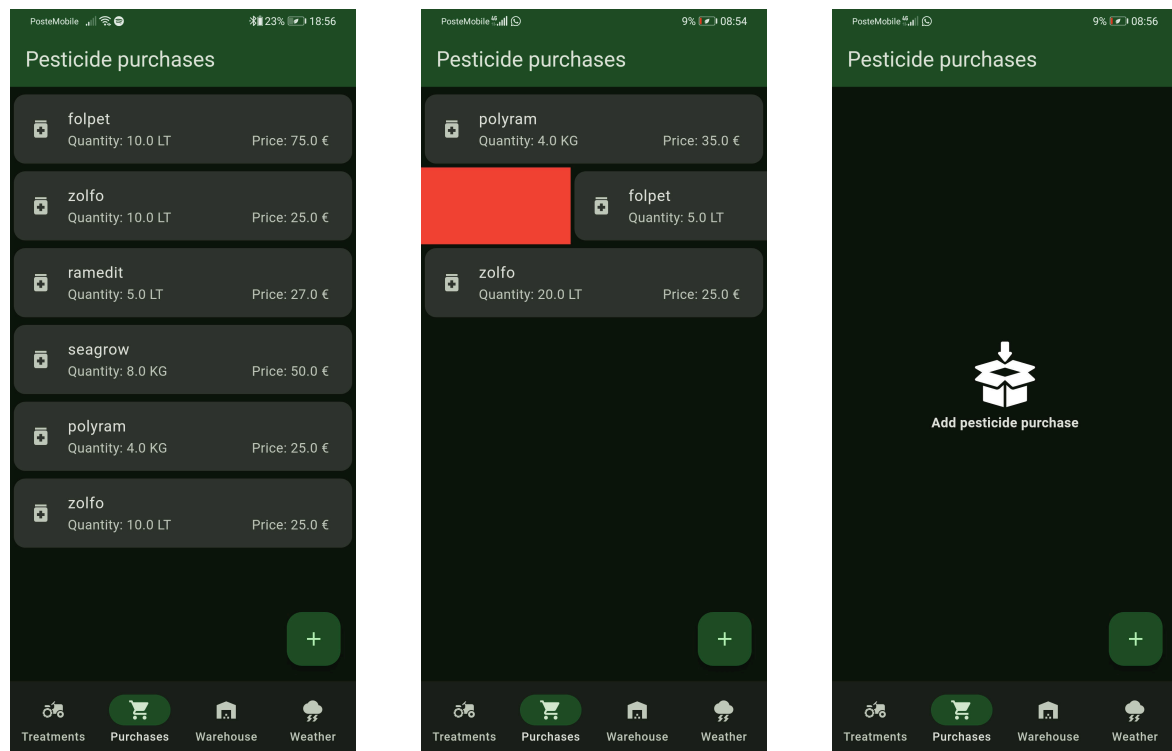 PosteMobile 23% 18:56
Pesticide purchases
folpet
Quantity: 10.0 LT Price: 75.0 €
zolfo
Quantity: 10.0 LT Price: 25.0 €
ramedit
Quantity: 5.0 LT Price: 27.0 €
seagrow
Quantity: 8.0 KG Price: 50.0 €
polyram
Quantity: 4.0 KG Price: 25.0 €
zolfo
Quantity: 10.0 LT Price: 25.0 €
+
Treatments Purchases Warehouse Weather
PosteMobile 4G 9% 08:54
Pesticide purchases
polyram
Quantity: 4.0 KG Price: 35.0 €
folpet
Quantity: 5.0 LT
zolfo
Quantity: 20.0 LT Price: 25.0 €
+
Treatments Purchases Warehouse Weather
PosteMobile 4G 9% 08:56
Pesticide purchases
Add pesticide purchase
+
Treatments Purchases Warehouse Weather